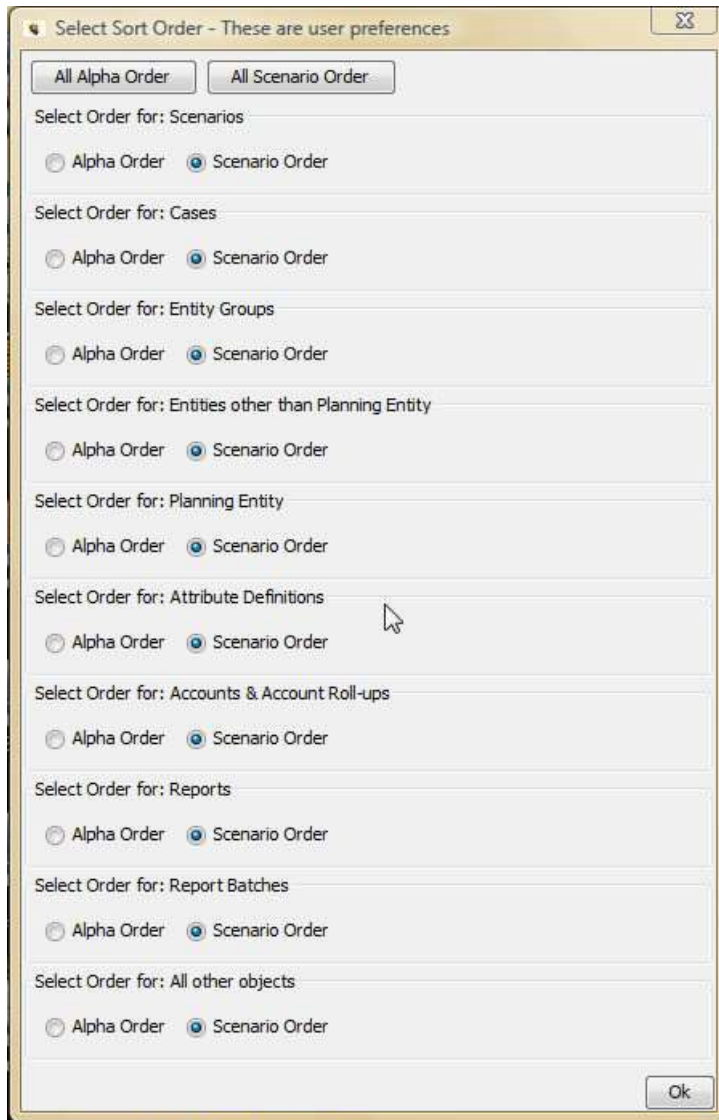 Select Sort Order - These are user preferences
All Alpha Order All Scenario Order
Select Order for: Scenarios
Alpha Order Scenario Order
Select Order for: Cases
Alpha Order Scenario Order
Select Order for: Entity Groups
Alpha Order Scenario Order
Select Order for: Entities other than Planning Entity
Alpha Order Scenario Order
Select Order for: Planning Entity
Alpha Order Scenario Order
Select Order for: Attribute Definitions
Alpha Order Scenario Order
Select Order for: Accounts & Account Roll-ups
Alpha Order Scenario Order
Select Order for: Reports
Alpha Order Scenario Order
Select Order for: Report Batches
Alpha Order Scenario Order
Select Order for: All other objects
Alpha Order Scenario Order
Ok